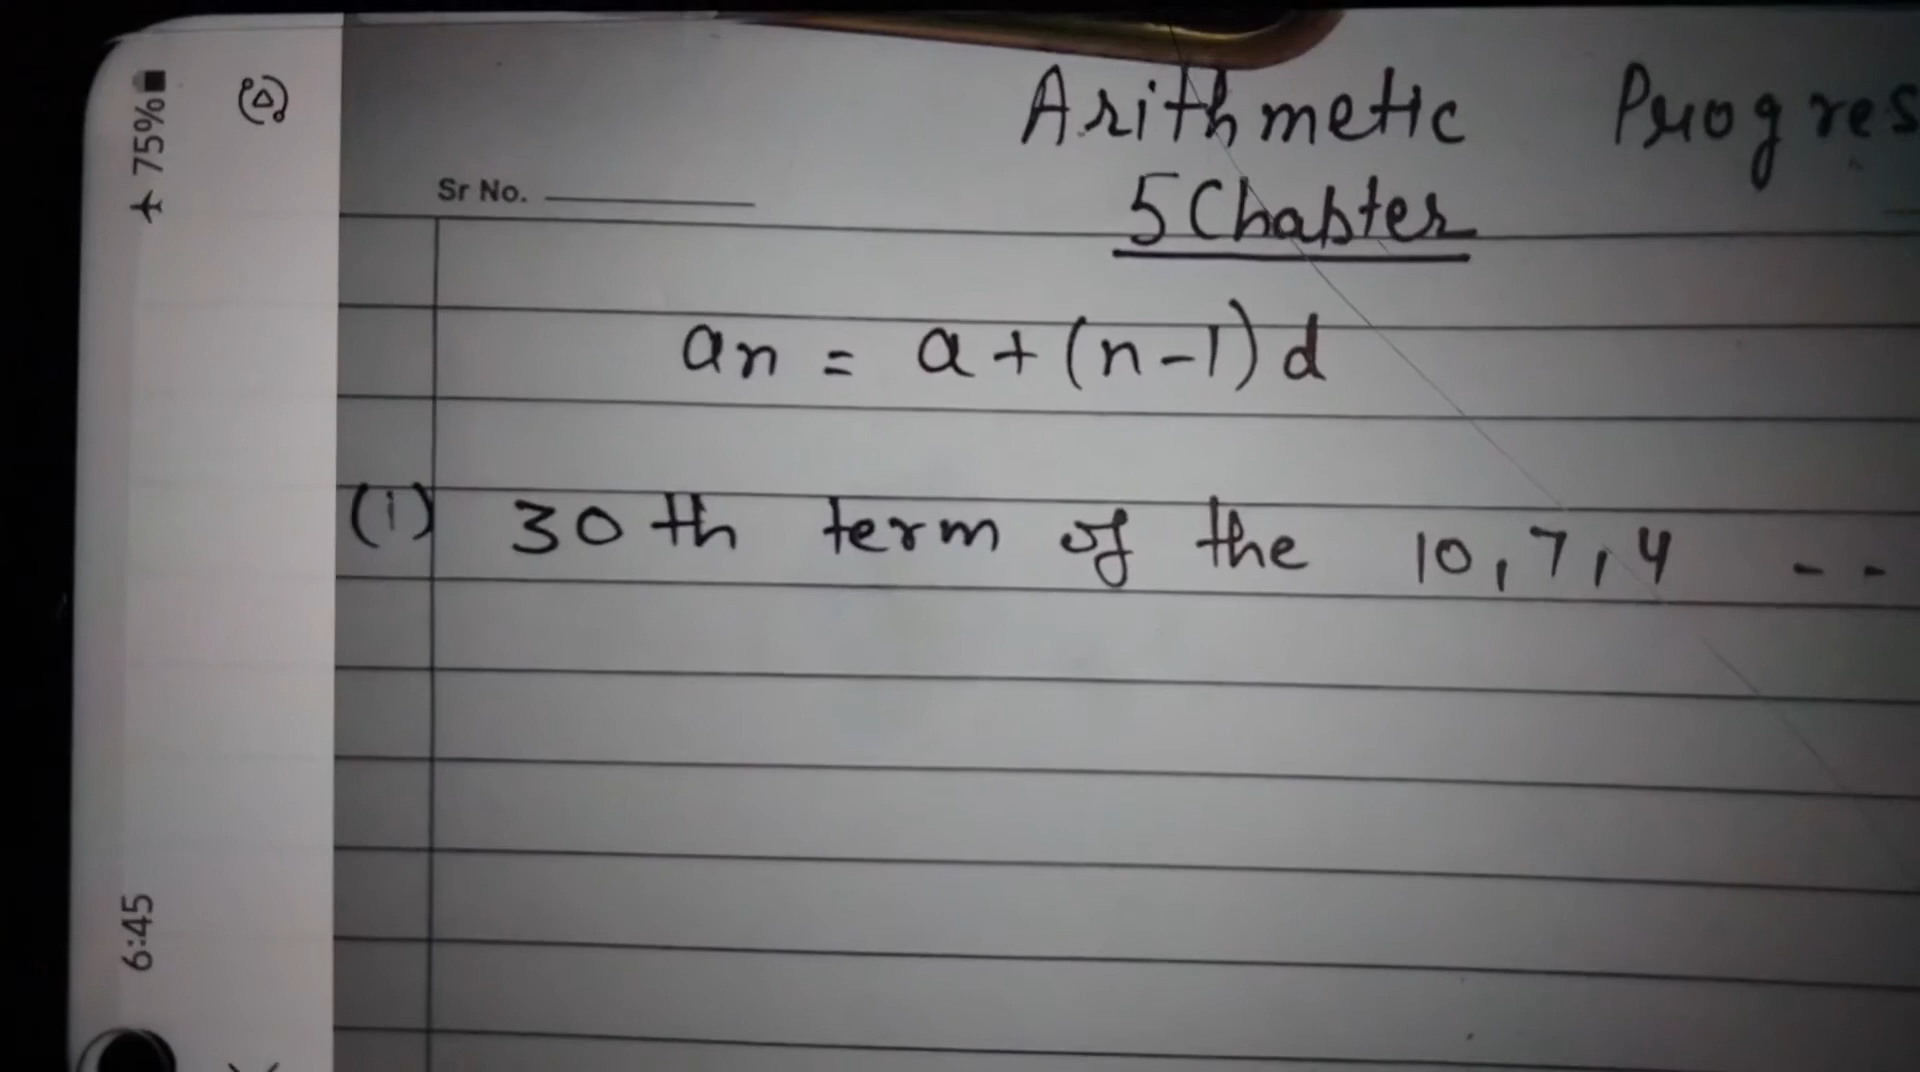 Arithmetic Progres
5 Chapter
Sr No.
an = a + (n-1) d
(i) 30 th term of the 10, 7, 4 --
75%
6:45